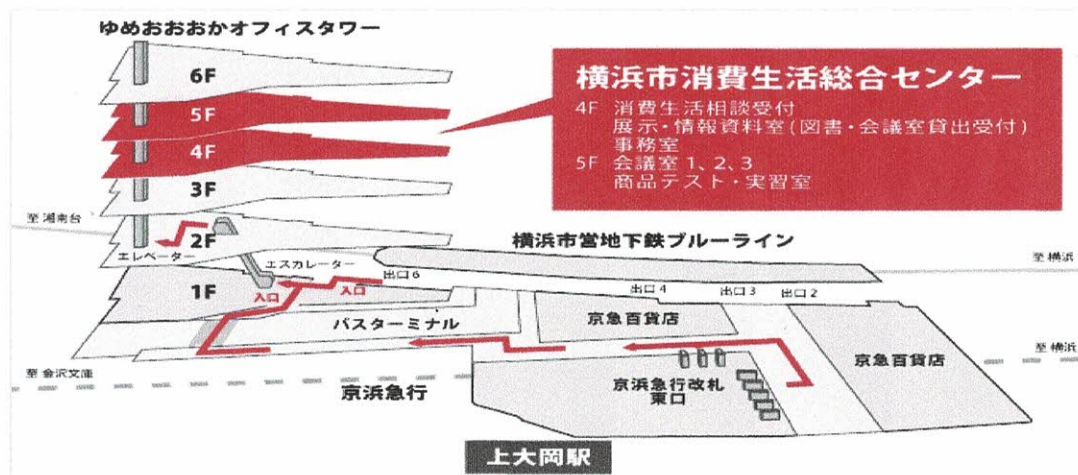 ゆめおおおかオフィスタワー
6F
5F
4F
3F
2F
1F
横浜市消費生活総合センター
4F 消費生活相談受付
展示・情報資料室(図書・会議室貸出受付)
事務室
5F 会議室1、2、3
商品テスト・実習室
至 湘南台
エレベーター
エスカレーター
横浜市営地下鉄ブルーライン
至 横浜
出口6
出口4
出口3
出口2
入口
入口
バスターミナル
京急百貨店
京急百貨店
至 横浜
至 金沢文庫
京浜急行
京浜急行改札
東口
上大岡駅